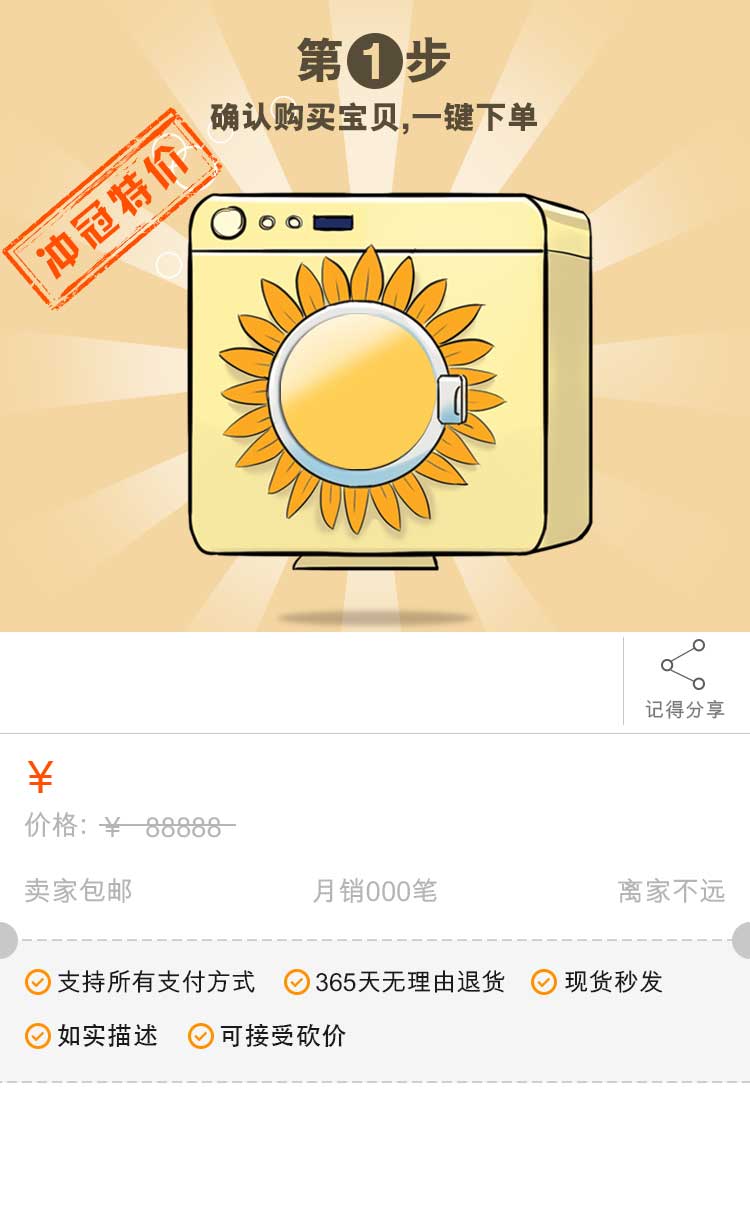 第1步
确认购买宝贝,一键下单
冲冠特价
记得分享
¥
价格: ¥ 88888
卖家包邮 月销000笔 离家不远
支持所有支付方式 365天无理由退货 现货秒发
如实描述 可接受砍价